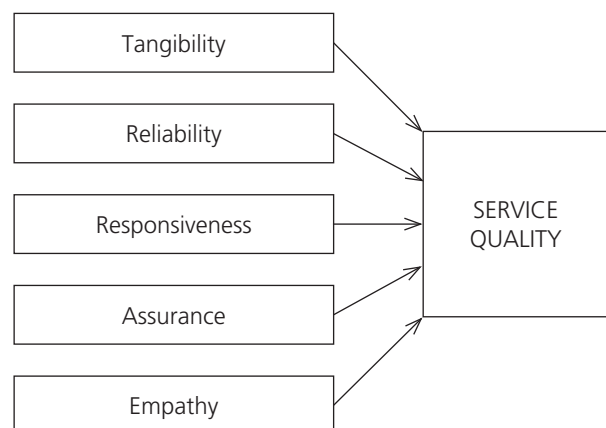 Tangibility
Reliability
Responsiveness
Assurance
Empathy
SERVICE
QUALITY